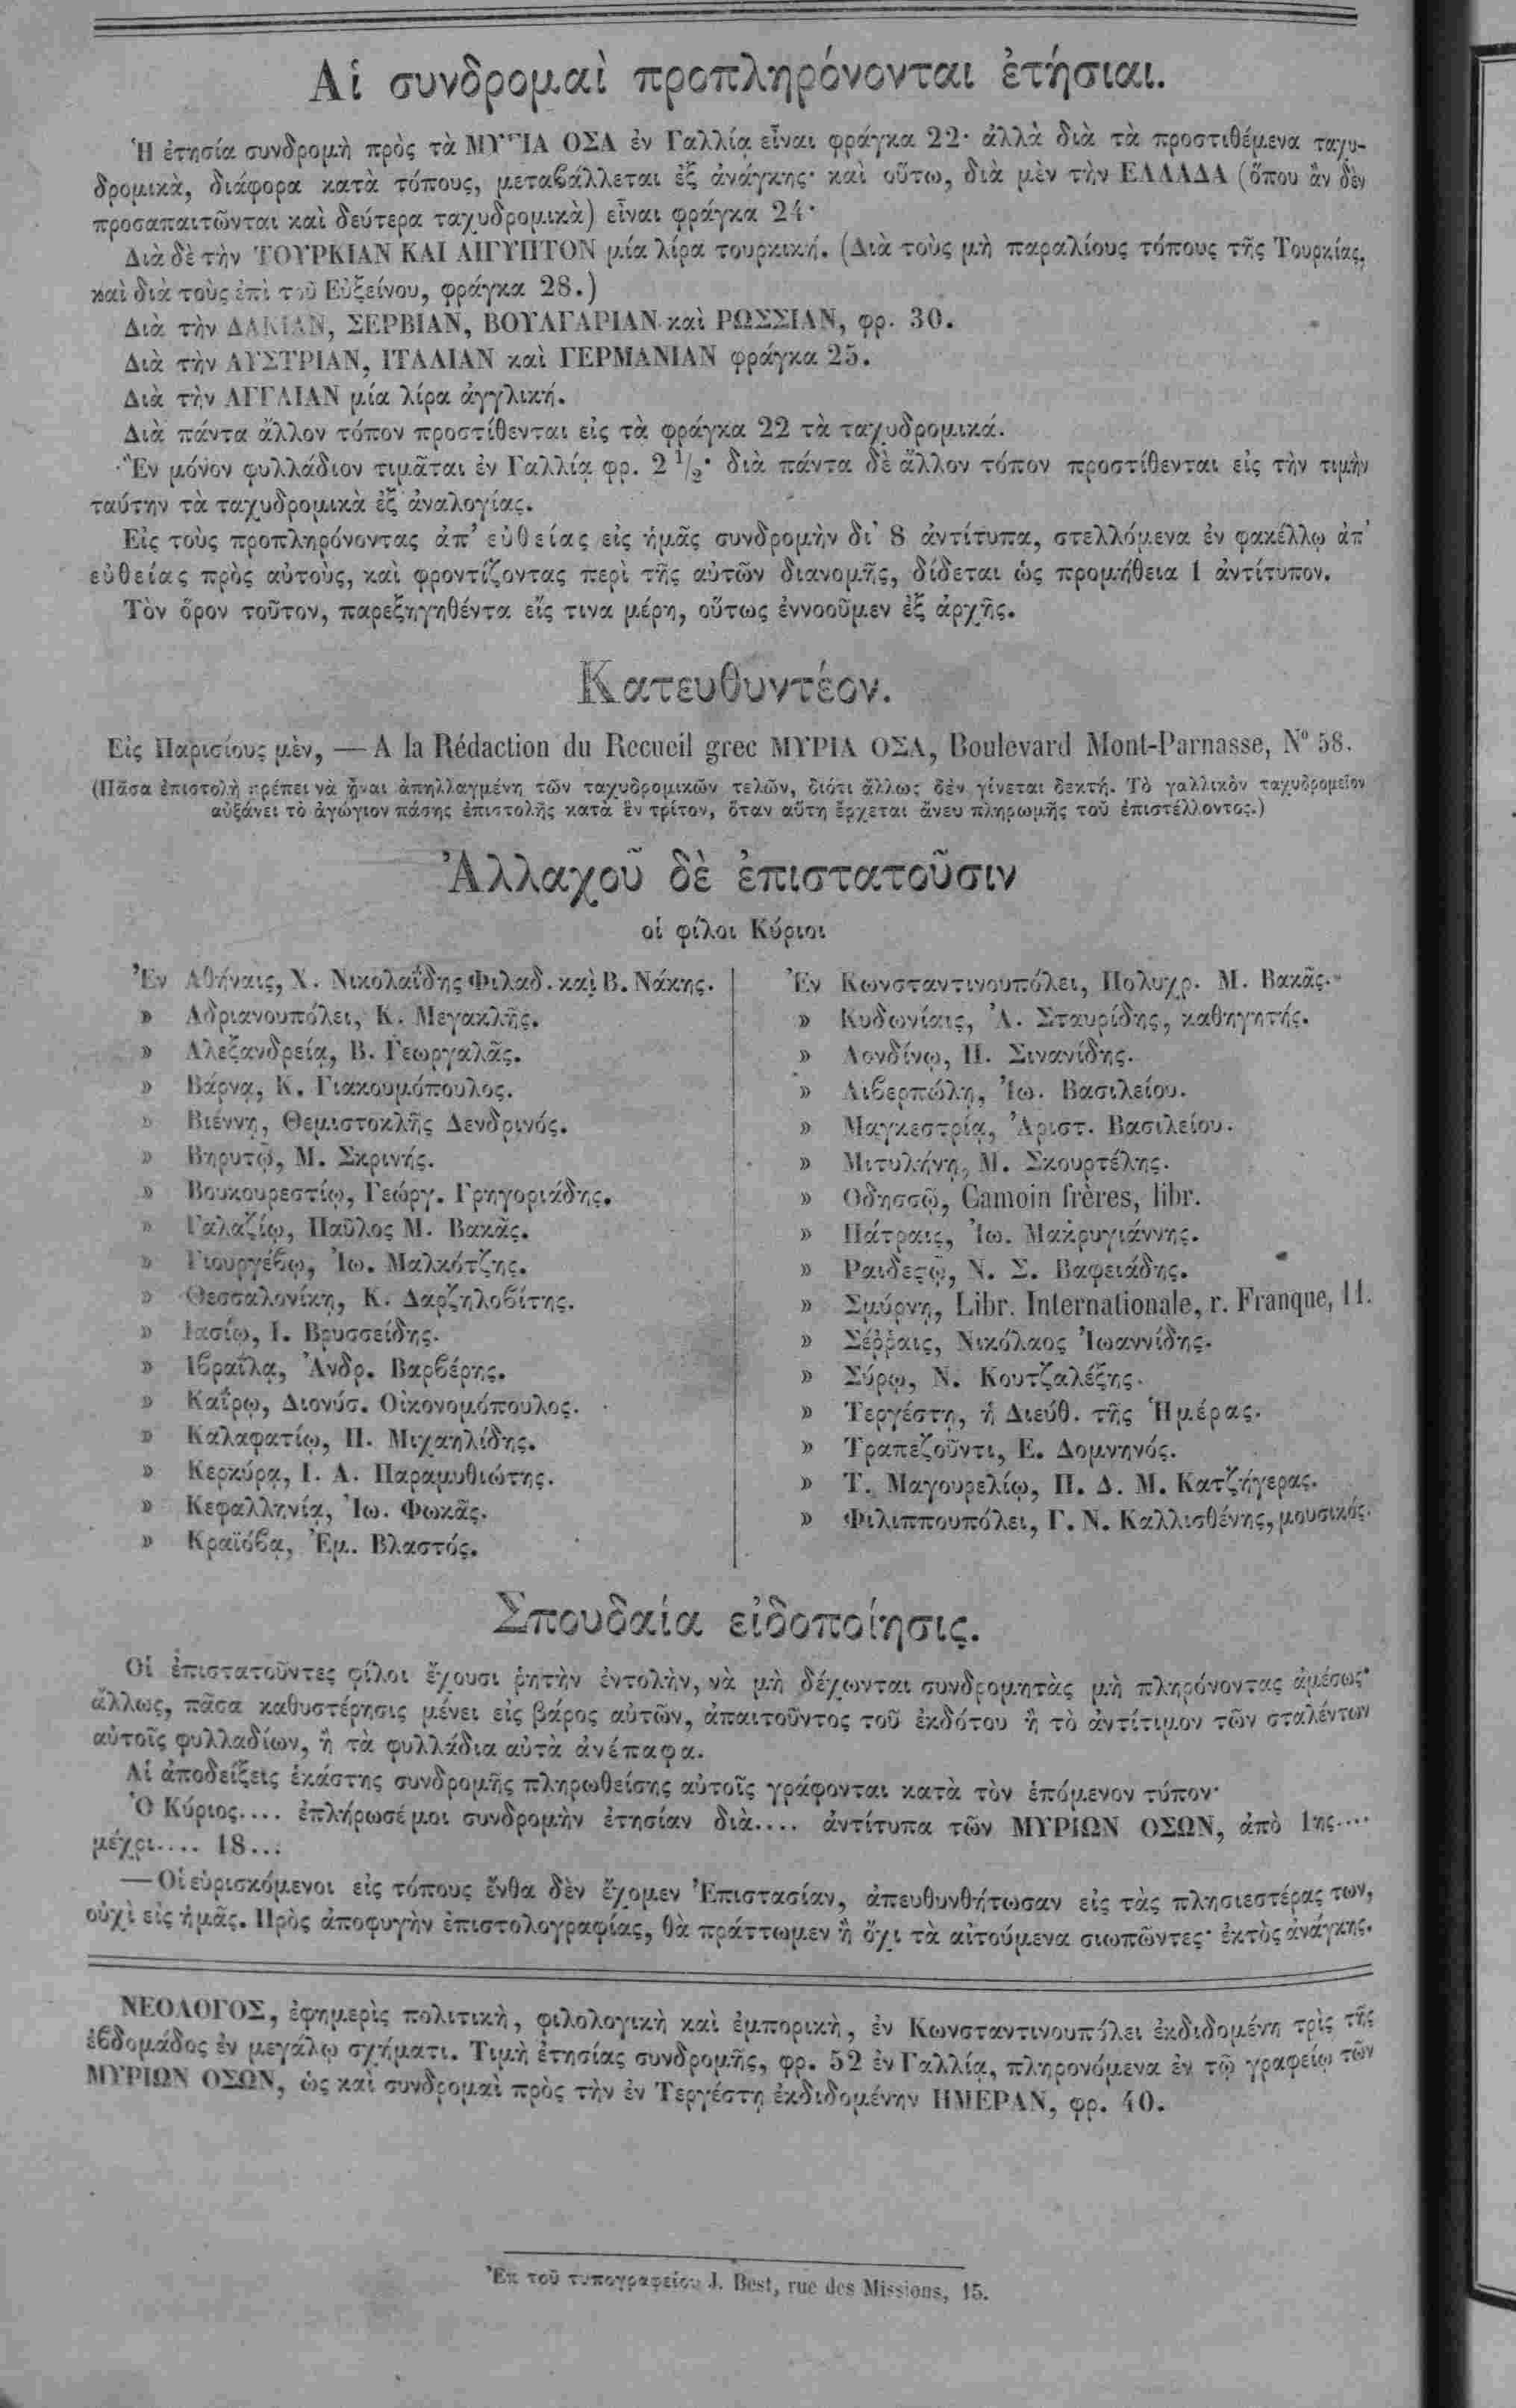 Αἱ συνδρομαὶ προπληρόνονται ἐτήσιαι.
Ἡ ἐτησία συνδρομὴ πρὸς τὰ ΜΥΡΙΑ ΟΣΑ ἐν Γαλλίᾳ εἶναι φράγκα 22· ἀλλὰ διὰ τὰ προστιθέμενα ταχυ-
δρομικὰ, διάφορα κατὰ τόπους, μεταβάλλεται ἐξ ἀνάγκης· καὶ οὕτω, διὰ μὲν τὴν ΕΛΛΑΔΑ (ὅπου ἂν δὲν
προσαπαιτῶνται καὶ δεύτερα ταχυδρομικὰ) εἶναι φράγκα 24·
Διὰ δὲ τὴν ΤΟΥΡΚΙΑΝ ΚΑΙ ΑΙΓΥΠΤΟΝ μία λίρα τουρκική. (Διὰ τοὺς μὴ παραλίους τόπους τῆς Τουρκίας,
καὶ διὰ τοὺς ἐπὶ τοῦ Εὐξείνου, φράγκα 28.)
Διὰ τὴν ΔΑΚΙΑΝ, ΣΕΡΒΙΑΝ, ΒΟΥΛΓΑΡΙΑΝ καὶ ΡΩΣΣΙΑΝ, φρ. 30.
Διὰ τὴν ΑΥΣΤΡΙΑΝ, ΙΤΑΛΙΑΝ καὶ ΓΕΡΜΑΝΙΑΝ φράγκα 25.
Διὰ τὴν ΑΓΓΛΙΑΝ μία λίρα ἀγγλική.
Διὰ πάντα ἄλλον τόπον προστίθενται εἰς τὰ φράγκα 22 τὰ ταχυδρομικά.
Ἓν μόνον φυλλάδιον τιμᾶται ἐν Γαλλίᾳ φρ. 2 1/2· διὰ πάντα δὲ ἄλλον τόπον προστίθενται εἰς τὴν τιμὴν
ταύτην τὰ ταχυδρομικὰ ἐξ ἀναλογίας.
Εἰς τοὺς προπληρόνοντας ἀπ' εὐθείας εἰς ἡμᾶς συνδρομὴν δι' 8 ἀντίτυπα, στελλόμενα ἐν φακέλλῳ ἀπ'
εὐθείας πρὸς αὐτοὺς, καὶ φροντίζοντας περὶ τῆς αὐτῶν διανομῆς, δίδεται ὡς προμήθεια 1 ἀντίτυπον.
Τὸν ὅρον τοῦτον, παρεξηγηθέντα εἴς τινα μέρη, οὕτως ἐννοοῦμεν ἐξ ἀρχῆς.
Κατευθυντέον.
Εἰς Παρισίους μὲν, — A la Rédaction du Recueil grec ΜΥΡΙΑ ΟΣΑ, Boulevard Mont-Parnasse, Nº 58.
(Πᾶσα ἐπιστολὴ πρέπει νὰ ᾖναι ἀπηλλαγμένη τῶν ταχυδρομικῶν τελῶν, διότι ἄλλως δὲν γίνεται δεκτή. Τὸ γαλλικὸν ταχυδρομεῖον
αὐξάνει τὸ ἀγώγιον πάσης ἐπιστολῆς κατὰ ἓν τρίτον, ὅταν αὕτη ἔρχεται ἄνευ πληρωμῆς τοῦ ἐπιστέλλοντος.)
Ἀλλαχοῦ δὲ ἐπιστατοῦσιν
οἱ φίλοι Κύριοι
Ἐν Ἀθήναις, Χ. Νικολαΐδης Φιλαδ. καὶ Β. Νάκης.
» Ἀδριανουπόλει, Κ. Μεγακλῆς.
» Ἀλεξανδρείᾳ, Β. Γεωργαλᾶς.
» Βάρνᾳ, Κ. Γιακουμόπουλος.
» Βιέννῃ, Θεμιστοκλῆς Δενδρινός.
» Βηρυτῷ, Μ. Σκρινής.
» Βουκουρεστίῳ, Γεώργ. Γρηγοριάδης.
» Γαλαζίῳ, Παῦλος Μ. Βακᾶς.
» Γιουργέβῳ, Ἰω. Μαλκότζης.
» Θεσσαλονίκῃ, Κ. Δαρζηλοβίτης.
» Ἰασίῳ, Ι. Βρυσσείδης.
» Ἰβραΐλᾳ, Ἀνδρ. Βαρβέρης.
» Καΐρῳ, Διονύσ. Οἰκονομόπουλος.
» Καλαφατίῳ, Π. Μιχαηλίδης.
» Κερκύρᾳ, Ι. Α. Παραμυθιώτης.
» Κεφαλληνίᾳ, Ἰω. Φωκᾶς.
» Κραϊόβᾳ, Ἐμ. Βλαστός.
Ἐν Κωνσταντινουπόλει, Πολυχρ. Μ. Βακᾶς.
» Κυδωνίαις, Ἀ. Σταυρίδης, καθηγητής.
» Λονδίνῳ, Π. Σινανίδης.
» Λιβερπώλῃ, Ἰω. Βασιλείου.
» Μαγκεστρίᾳ, Ἀριστ. Βασιλείου.
» Μιτυλήνῃ, Μ. Σκουρτέλης.
» Ὀδησσῷ, Camoin frères, libr.
» Πάτραις, Ἰω. Μακρυγιάννης.
» Ῥαιδεστῷ, Ν. Σ. Βαφειάδης.
» Σμύρνῃ, Libr. Internationale, r. Franque, 11.
» Σέῤῥαις, Νικόλαος Ἰωαννίδης.
» Σύρῳ, Ν. Κουτζαλέξης.
» Τεργέστῃ, ἡ Διεύθ. τῆς Ἡμέρας.
» Τραπεζοῦντι, Ε. Δομνηνός.
» Τ. Μαγουρελίῳ, Π. Δ. Μ. Κατζήγερας.
» Φιλιππουπόλει, Γ. Ν. Καλλισθένης, μουσικός.
Σπουδαία εἰδοποίησις.
Οἱ ἐπιστατοῦντες φίλοι ἔχουσι ῥητὴν ἐντολὴν, νὰ μὴ δέχωνται συνδρομητὰς μὴ πληρόνοντας ἀμέσως·
ἄλλως, πᾶσα καθυστέρησις μένει εἰς βάρος αὐτῶν, ἀπαιτοῦντος τοῦ ἐκδότου ἢ τὸ ἀντίτιμον τῶν σταλέντων
αὐτοῖς φυλλαδίων, ἢ τὰ φυλλάδια αὐτὰ ἀνέπαφα.
Αἱ ἀποδείξεις ἑκάστης συνδρομῆς πληρωθείσης αὐτοῖς γράφονται κατὰ τὸν ἑπόμενον τύπον·
Ὁ Κύριος.... ἐπλήρωσέ μοι συνδρομὴν ἐτησίαν διὰ.... ἀντίτυπα τῶν ΜΥΡΙΩΝ ΟΣΩΝ, ἀπὸ 1ης....
μέχρι.... 18...
— Οἱ εὑρισκόμενοι εἰς τόπους ἔνθα δὲν ἔχομεν Ἐπιστασίαν, ἀπευθυνθήτωσαν εἰς τὰς πλησιεστέρας των,
οὐχὶ εἰς ἡμᾶς. Πρὸς ἀποφυγὴν ἐπιστολογραφίας, θὰ πράττωμεν ἢ ὄχι τὰ αἰτούμενα σιωπῶντες· ἐκτὸς ἀνάγκης.
ΝΕΟΛΟΓΟΣ, ἐφημερὶς πολιτικὴ, φιλολογικὴ καὶ ἐμπορικὴ, ἐν Κωνσταντινουπόλει ἐκδιδομένη τρὶς τῆς
ἑβδομάδος ἐν μεγάλῳ σχήματι. Τιμὴ ἐτησίας συνδρομῆς, φρ. 52 ἐν Γαλλίᾳ, πληρονόμενα ἐν τῷ γραφείῳ τῶν
ΜΥΡΙΩΝ ΟΣΩΝ, ὡς καὶ συνδρομαὶ πρὸς τὴν ἐν Τεργέστῃ ἐκδιδομένην ΗΜΕΡΑΝ, φρ. 40.
Ἐκ τοῦ τυπογραφείου J. Best, rue des Missions, 15.